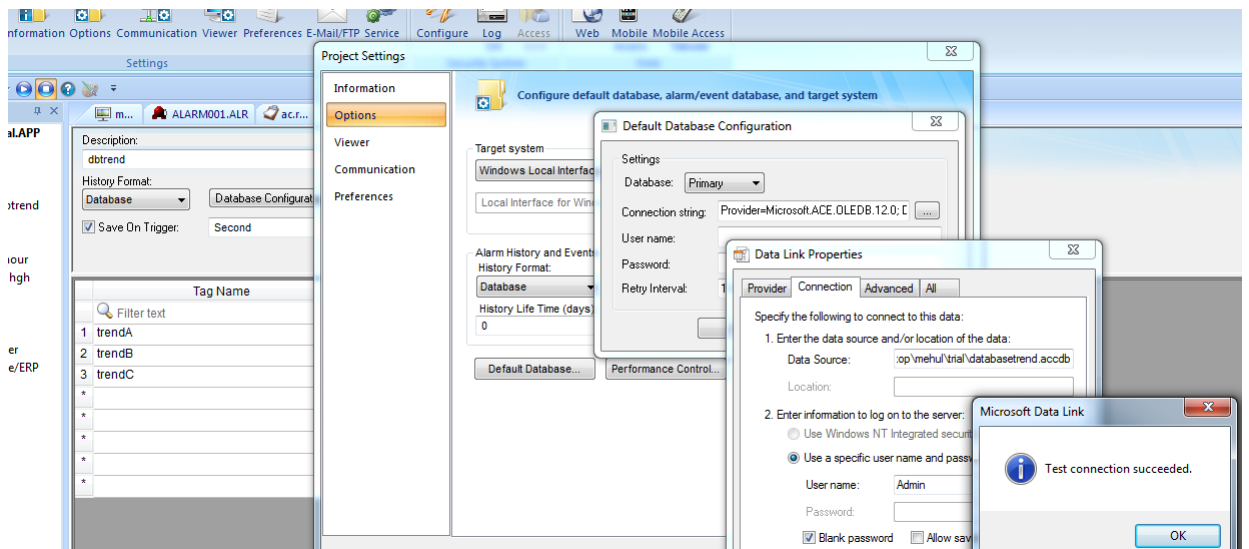 nformation Options Communication Viewer Preferences E-Mail/FTP Service Configure Log Access Web Mobile Mobile Access
Settings
al.APP
m... ALARM001.ALR ac.r...
Description:
dbtrend
History Format:
Database
Database Configurat
Save On Trigger:
Second
btrend
our
hgh
er
e/ERP
Tag Name
Filter text
1 trendA
2 trendB
3 trendC
*
*
*
*
*
Project Settings
Information
Options
Viewer
Communication
Preferences
Configure default database, alarm/event database, and target system
Target system
Windows Local Interfac
Local Interface for Win
Alarm History and Event
History Format:
Database
History Life Time (days)
0
Default Database...
Performance Control...
Default Database Configuration
Settings
Database: Primary
Connection string: Provider=Microsoft.ACE.OLEDB.12.0; D ...
User name:
Password:
Retry Interval: 1
Data Link Properties
Provider Connection Advanced All
Specify the following to connect to this data:
1. Enter the data source and/or location of the data:
Data Source: :op\mehul\trial\databasetrend.accdb
Location:
2. Enter information to log on to the server:
Use Windows NT Integrated securit
Use a specific user name and passw
User name: Admin
Password:
Blank password Allow sav
Microsoft Data Link
Test connection succeeded.
OK